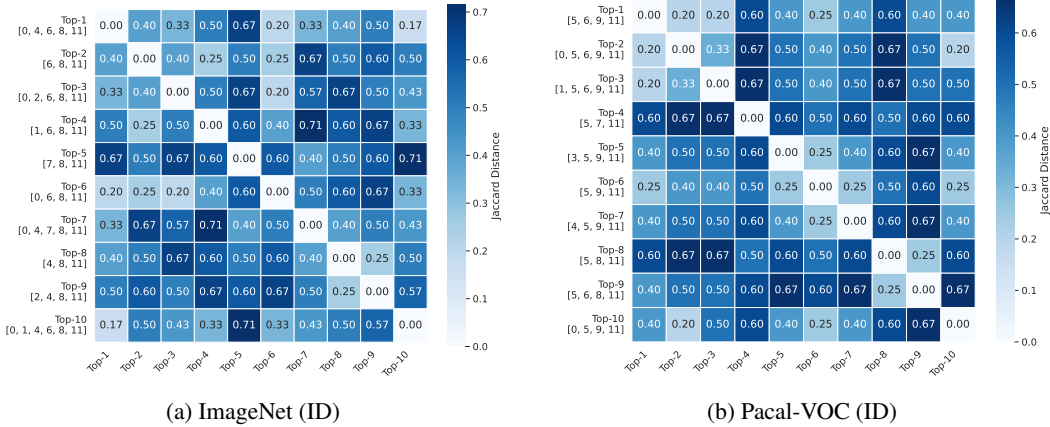 Top-1
[0, 4, 6, 8, 11]
0.00 0.40 0.33 0.50 0.67 0.20 0.33 0.40 0.50 0.17
Top-2
[6, 8, 11]
0.40 0.00 0.40 0.25 0.50 0.25 0.67 0.50 0.60 0.50
Top-3
[0, 2, 6, 8, 11]
0.33 0.40 0.00 0.50 0.67 0.20 0.57 0.67 0.50 0.43
Top-4
[1, 6, 8, 11]
0.50 0.25 0.50 0.00 0.60 0.40 0.71 0.60 0.67 0.33
Top-5
[7, 8, 11]
0.67 0.50 0.67 0.60 0.00 0.60 0.40 0.50 0.60 0.71
Top-6
[0, 6, 8, 11]
0.20 0.25 0.20 0.40 0.60 0.00 0.50 0.60 0.67 0.33
Top-7
[0, 4, 7, 8, 11]
0.33 0.67 0.57 0.71 0.40 0.50 0.00 0.40 0.50 0.43
Top-8
[4, 8, 11]
0.40 0.50 0.67 0.60 0.50 0.60 0.40 0.00 0.25 0.50
Top-9
[2, 4, 8, 11]
0.50 0.60 0.50 0.67 0.60 0.67 0.50 0.25 0.00 0.57
Top-10
[0, 1, 4, 6, 8, 11]
0.17 0.50 0.43 0.33 0.71 0.33 0.43 0.50 0.57 0.00
Top-1 Top-2 Top-3 Top-4 Top-5 Top-6 Top-7 Top-8 Top-9 Top-10
0.7
0.6
0.5
0.4
0.3
0.2
0.1
0.0
Jaccard Distance
(a) ImageNet (ID)
Top-1
[5, 6, 9, 11]
0.00 0.20 0.20 0.60 0.40 0.25 0.40 0.60 0.40 0.40
Top-2
[0, 5, 6, 9, 11]
0.20 0.00 0.33 0.67 0.50 0.40 0.50 0.67 0.50 0.20
Top-3
[1, 5, 6, 9, 11]
0.20 0.33 0.00 0.67 0.50 0.40 0.50 0.67 0.50 0.50
Top-4
[5, 7, 11]
0.60 0.67 0.67 0.00 0.60 0.50 0.60 0.50 0.60 0.60
Top-5
[3, 5, 9, 11]
0.40 0.50 0.50 0.60 0.00 0.25 0.40 0.60 0.67 0.40
Top-6
[5, 9, 11]
0.25 0.40 0.40 0.50 0.25 0.00 0.25 0.50 0.60 0.25
Top-7
[4, 5, 9, 11]
0.40 0.50 0.50 0.60 0.40 0.25 0.00 0.60 0.67 0.40
Top-8
[5, 8, 11]
0.60 0.67 0.67 0.50 0.60 0.50 0.60 0.00 0.25 0.60
Top-9
[5, 6, 8, 11]
0.40 0.50 0.50 0.60 0.67 0.60 0.67 0.25 0.00 0.67
Top-10
[0, 5, 9, 11]
0.40 0.20 0.50 0.60 0.40 0.25 0.40 0.60 0.67 0.00
Top-1 Top-2 Top-3 Top-4 Top-5 Top-6 Top-7 Top-8 Top-9 Top-10
0.6
0.5
0.4
0.3
0.2
0.1
0.0
Jaccard Distance
(b) Pacal-VOC (ID)